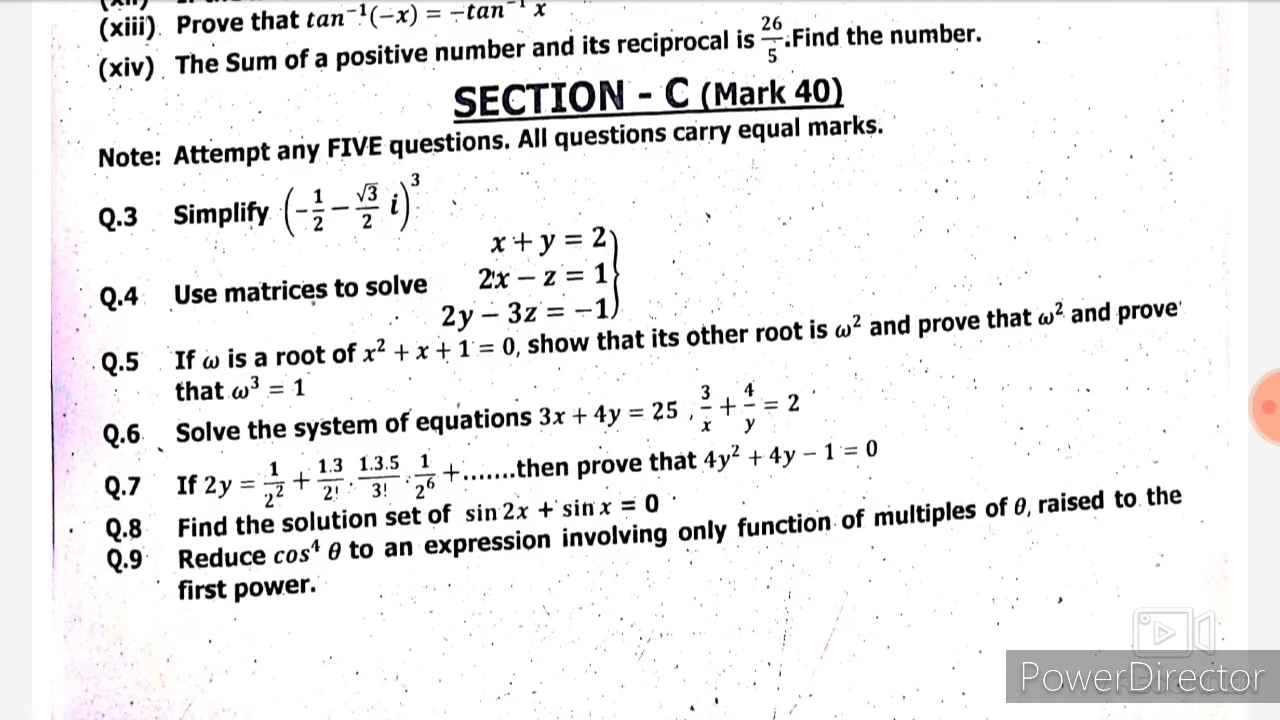 (xiii). Prove that tan⁻¹(−x) = −tan⁻¹ x
(xiv). The Sum of a positive number and its reciprocal is 26/5.Find the number.
SECTION - C (Mark 40)
Note: Attempt any FIVE questions. All questions carry equal marks.
Q.3 Simplify (−1/2 − √3/2 i)³
x + y = 2
Q.4 Use matrices to solve 2x − z = 1}
2y − 3z = −1
Q.5 If ω is a root of x² + x + 1 = 0, show that its other root is ω² and prove that ω² and prove
that ω³ = 1
Q.6 Solve the system of equations 3x + 4y = 25 , 3/x + 4/y = 2
Q.7 If 2y = 1/2² + 1.3/2! . 1.3.5/3! . 1/2⁶ +.......then prove that 4y² + 4y − 1 = 0
Q.8 Find the solution set of sin 2x + sin x = 0
Q.9 Reduce cos⁴ θ to an expression involving only function of multiples of θ, raised to the
first power.
PowerDirector